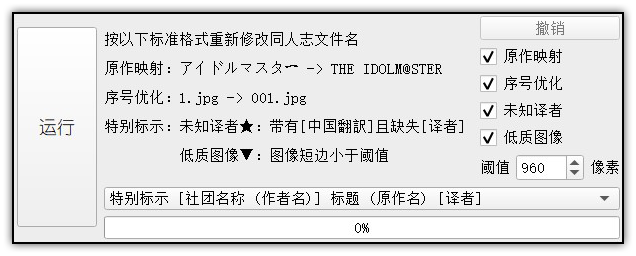 运行
按以下标准格式重新修改同人志文件名
原作映射：アイドルマスター -> THE IDOLM@STER
序号优化：1.jpg -> 001.jpg
特别标示：未知译者★：带有[中国翻訳]且缺失[译者]
低质图像▼：图像短边小于阈值
撤销
原作映射
序号优化
未知译者
低质图像
阈值 960 像素
特别标示 [社团名称 (作者名)] 标题 (原作名) [译者]
0%